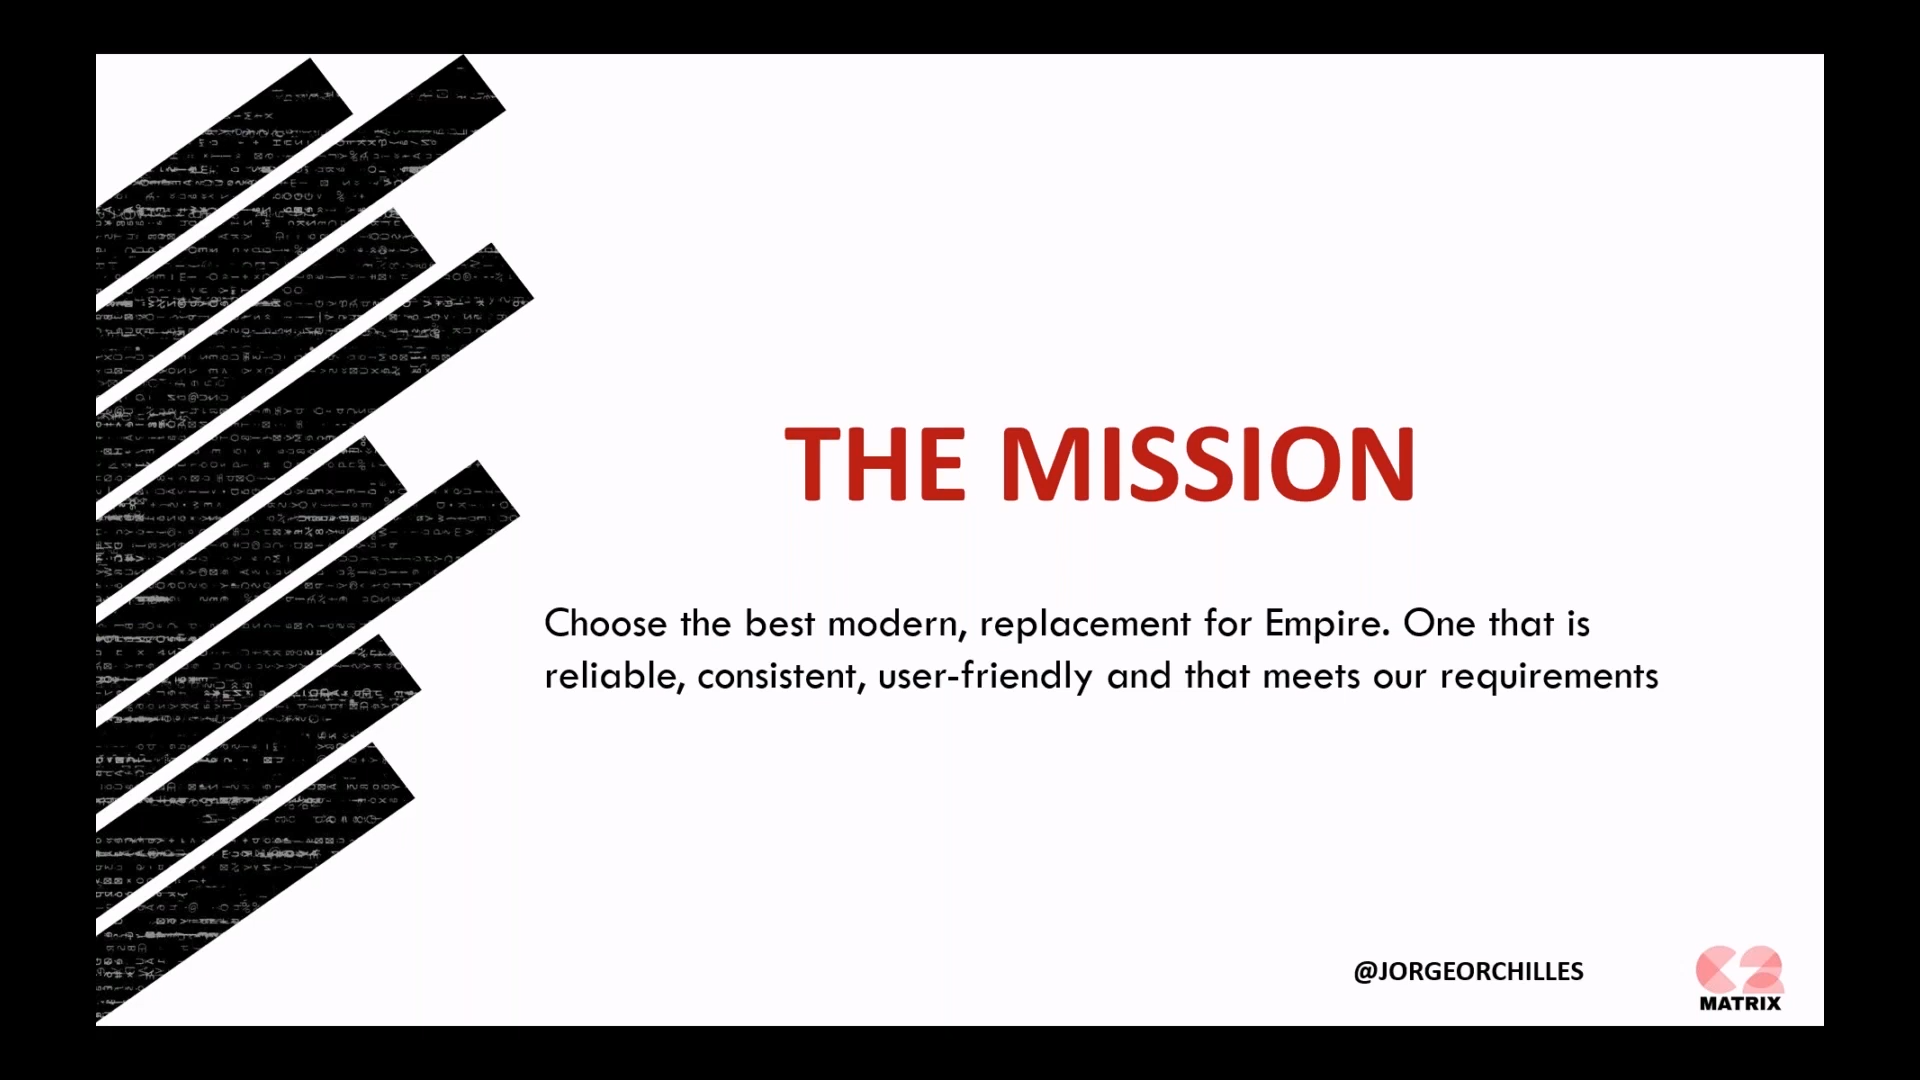 THE MISSION
Choose the best modern, replacement for Empire. One that is
reliable, consistent, user-friendly and that meets our requirements
@JORGEORCHILLES
C2
MATRIX